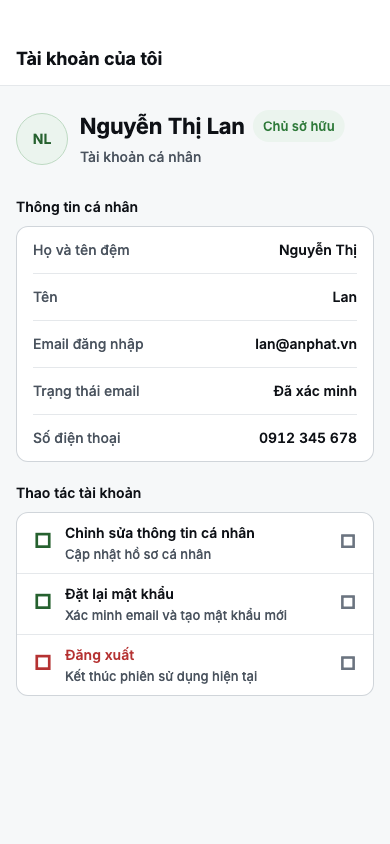 Tài khoản của tôi
NL
Nguyễn Thị Lan
Chủ sở hữu
Tài khoản cá nhân
Thông tin cá nhân
Họ và tên đệm
Nguyễn Thị
Tên
Lan
Email đăng nhập
lan@anphat.vn
Trạng thái email
Đã xác minh
Số điện thoại
0912 345 678
Thao tác tài khoản
Chỉnh sửa thông tin cá nhân
Cập nhật hồ sơ cá nhân
Đặt lại mật khẩu
Xác minh email và tạo mật khẩu mới
Đăng xuất
Kết thúc phiên sử dụng hiện tại